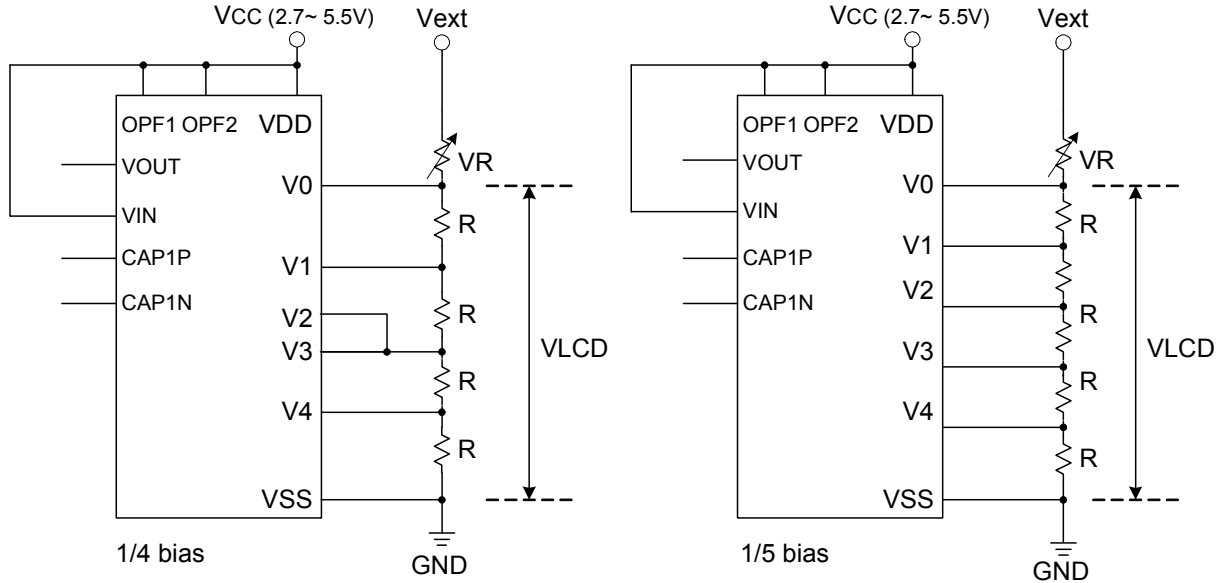 VCC (2.7~ 5.5V)
Vext
OPF1 OPF2 VDD
VOUT
VR
V0
VIN
R
CAP1P
V1
CAP1N
V2
R
V3
VLCD
R
V4
R
VSS
1/4 bias
GND
VCC (2.7~ 5.5V)
Vext
OPF1 OPF2 VDD
VOUT
VR
V0
VIN
R
V1
CAP1P
V2
CAP1N
R
V3
R
VLCD
R
V4
R
VSS
1/5 bias
GND